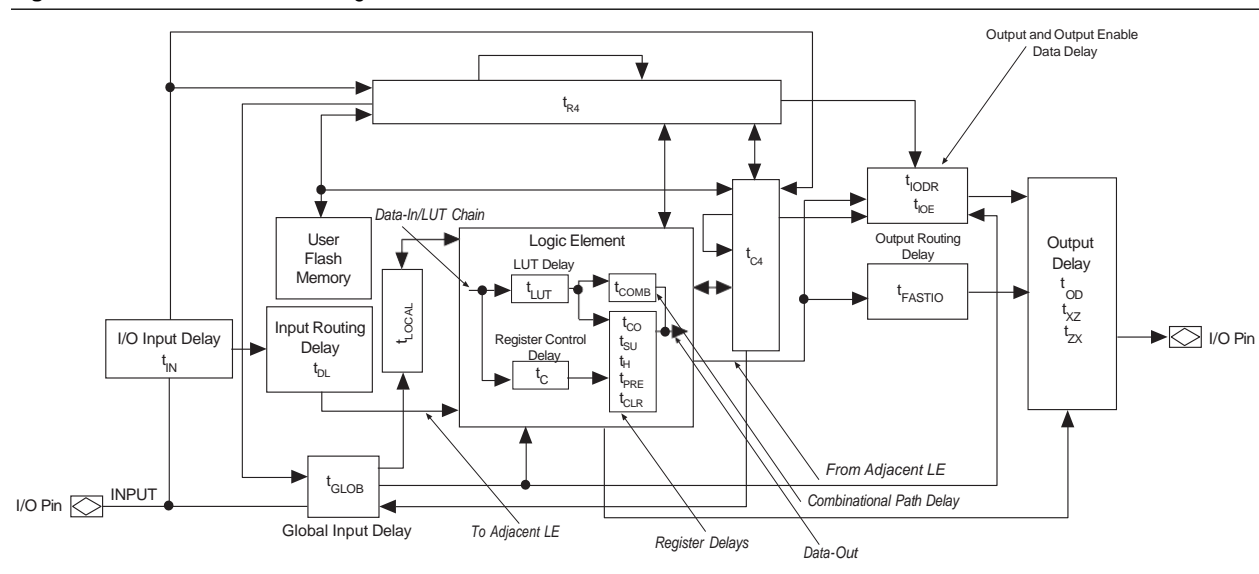 Output and Output Enable
Data Delay
tR4
tIODR
tIOE
Data-In/LUT Chain
User
Flash
Memory
Logic Element
tC4
Output Routing
Delay
Output
Delay
tOD
tXZ
tZX
LUT Delay
tLUT
tCOMB
tFASTIO
tLOCAL
I/O Input Delay
tIN
Input Routing
Delay
tDL
Register Control
Delay
tC
tCO
tSU
tH
tPRE
tCLR
I/O Pin
From Adjacent LE
I/O Pin
INPUT
tGLOB
Global Input Delay
To Adjacent LE
Register Delays
Combinational Path Delay
Data-Out